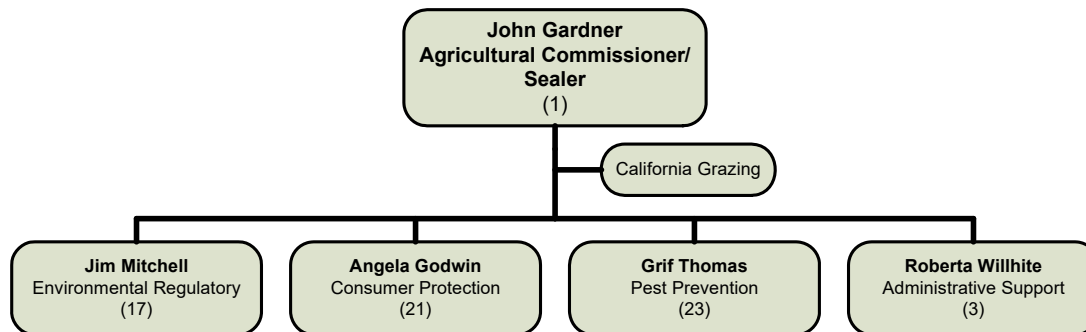 John Gardner
Agricultural Commissioner/
Sealer
(1)
California Grazing
Jim Mitchell
Environmental Regulatory
(17)
Angela Godwin
Consumer Protection
(21)
Grif Thomas
Pest Prevention
(23)
Roberta Willhite
Administrative Support
(3)